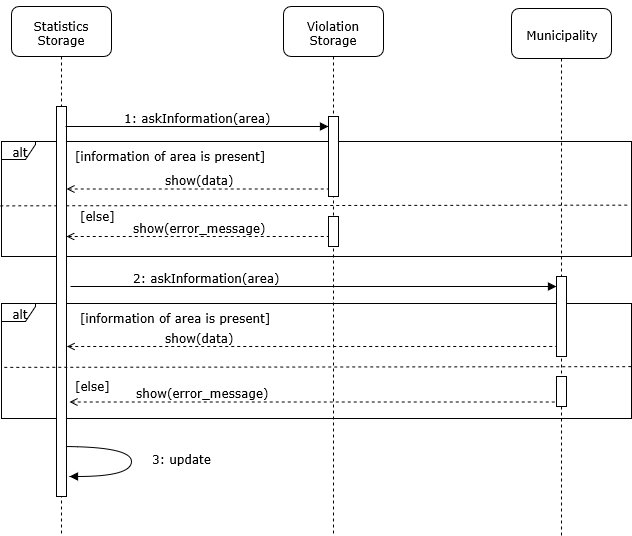 Statistics
Storage
Violation
Storage
Municipality
1: askInformation(area)
alt
[information of area is present]
show(data)
[else]
show(error_message)
2: askInformation(area)
alt
[information of area is present]
show(data)
[else]
show(error_message)
3: update